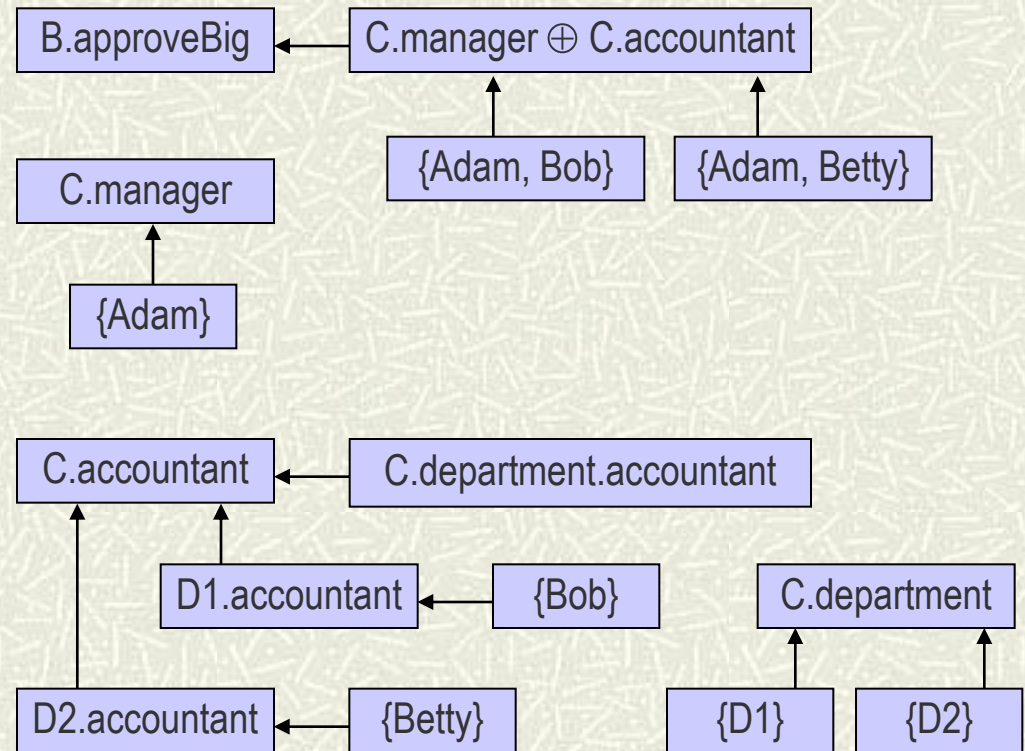 B.approveBig
C.manager ⊕ C.accountant
{Adam, Bob}
{Adam, Betty}
C.manager
{Adam}
C.accountant
C.department.accountant
D1.accountant
{Bob}
C.department
D2.accountant
{Betty}
{D1}
{D2}